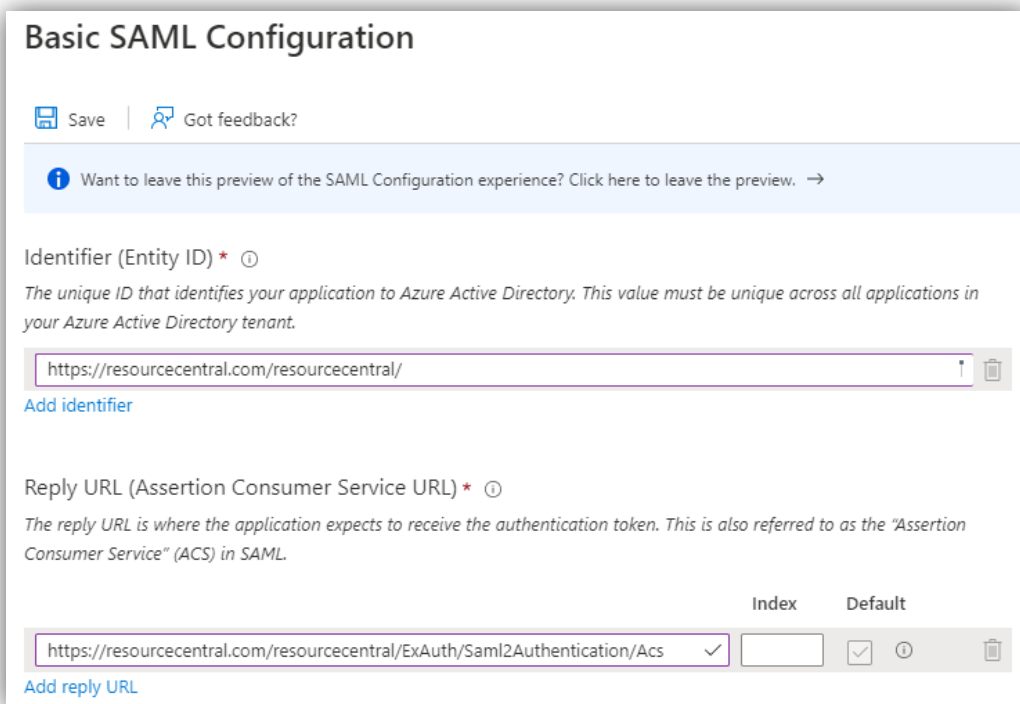 Basic SAML Configuration
Save
Got feedback?
Want to leave this preview of the SAML Configuration experience? Click here to leave the preview. →
Identifier (Entity ID) *
The unique ID that identifies your application to Azure Active Directory. This value must be unique across all applications in
your Azure Active Directory tenant.
https://resourcecentral.com/resourcecentral/
Add identifier
Reply URL (Assertion Consumer Service URL) *
The reply URL is where the application expects to receive the authentication token. This is also referred to as the “Assertion
Consumer Service” (ACS) in SAML.
Index Default
https://resourcecentral.com/resourcecentral/ExAuth/Saml2Authentication/Acs
Add reply URL